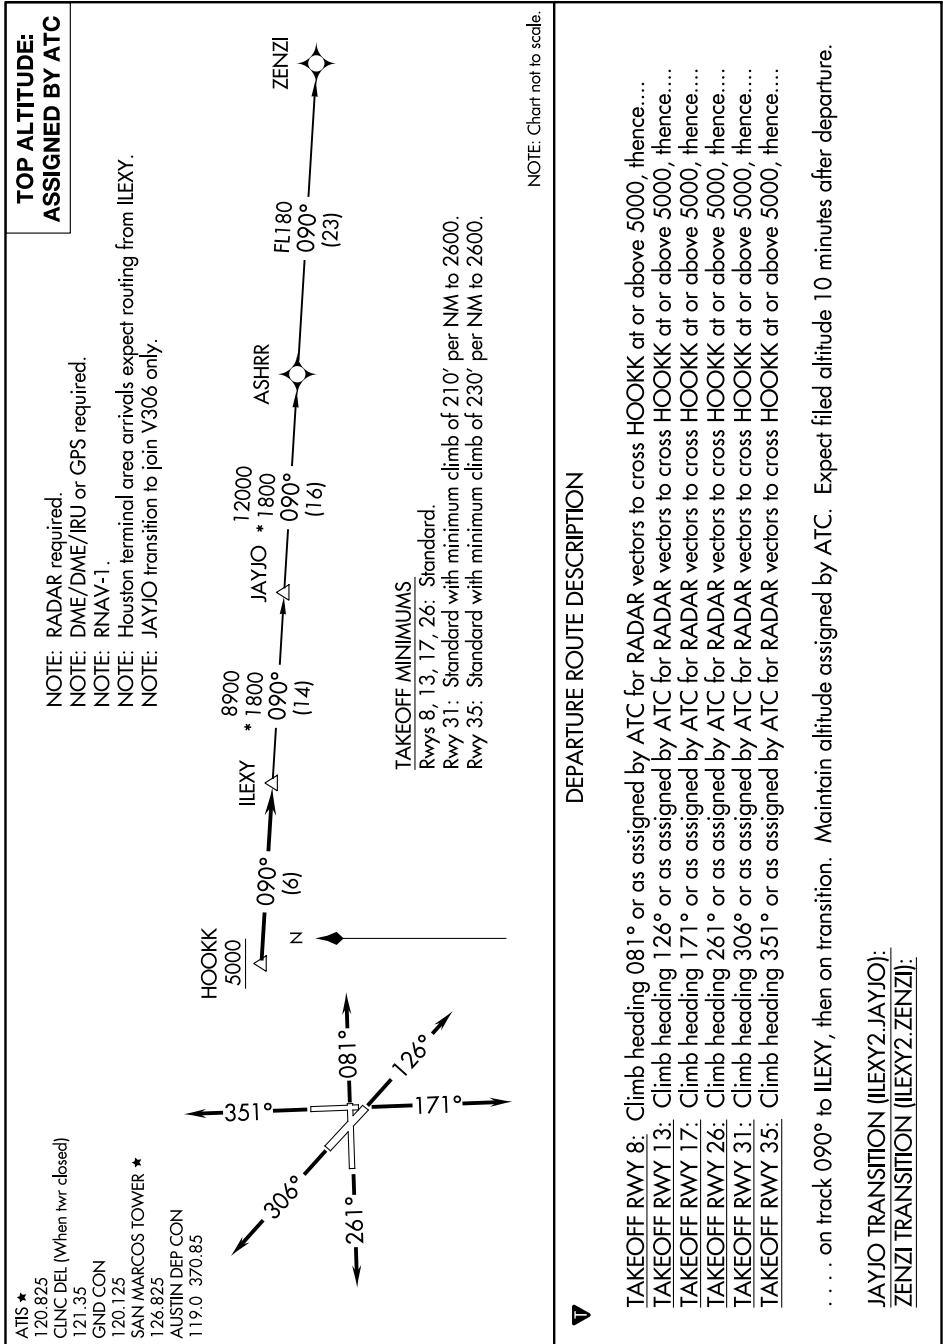 TOP ALTITUDE:
ASSIGNED BY ATC
ATIS ★
120.825
CLNC DEL (When twr closed)
121.35
GND CON
120.125
SAN MARCOS TOWER ★
126.825
AUSTIN DEP CON
119.0 370.85
NOTE: RADAR required.
NOTE: DME/DME/IRU or GPS required.
NOTE: RNAV-1.
NOTE: Houston terminal area arrivals expect routing from ILEXY.
NOTE: JAYJO transition to join V306 only.
351°
306°
261°
081°
126°
171°
HOOKK
5000
N
090°
(6)
ILEXY
8900
* 1800
090°
(14)
JAYJO
12000
* 1800
090°
(16)
ASHRR
FL180
090°
(23)
ZENZI
TAKEOFF MINIMUMS
Rwys 8, 13, 17, 26: Standard.
Rwy 31: Standard with minimum climb of 210' per NM to 2600.
Rwy 35: Standard with minimum climb of 230' per NM to 2600.
NOTE: Chart not to scale.
T
DEPARTURE ROUTE DESCRIPTION
TAKEOFF RWY 8: Climb heading 081° or as assigned by ATC for RADAR vectors to cross HOOKK at or above 5000, thence....
TAKEOFF RWY 13: Climb heading 126° or as assigned by ATC for RADAR vectors to cross HOOKK at or above 5000, thence....
TAKEOFF RWY 17: Climb heading 171° or as assigned by ATC for RADAR vectors to cross HOOKK at or above 5000, thence....
TAKEOFF RWY 26: Climb heading 261° or as assigned by ATC for RADAR vectors to cross HOOKK at or above 5000, thence....
TAKEOFF RWY 31: Climb heading 306° or as assigned by ATC for RADAR vectors to cross HOOKK at or above 5000, thence....
TAKEOFF RWY 35: Climb heading 351° or as assigned by ATC for RADAR vectors to cross HOOKK at or above 5000, thence....
. . . . on track 090° to ILEXY, then on transition. Maintain altitude assigned by ATC. Expect filed altitude 10 minutes after departure.
JAYJO TRANSITION (ILEXY2.JAYJO):
ZENZI TRANSITION (ILEXY2.ZENZI):